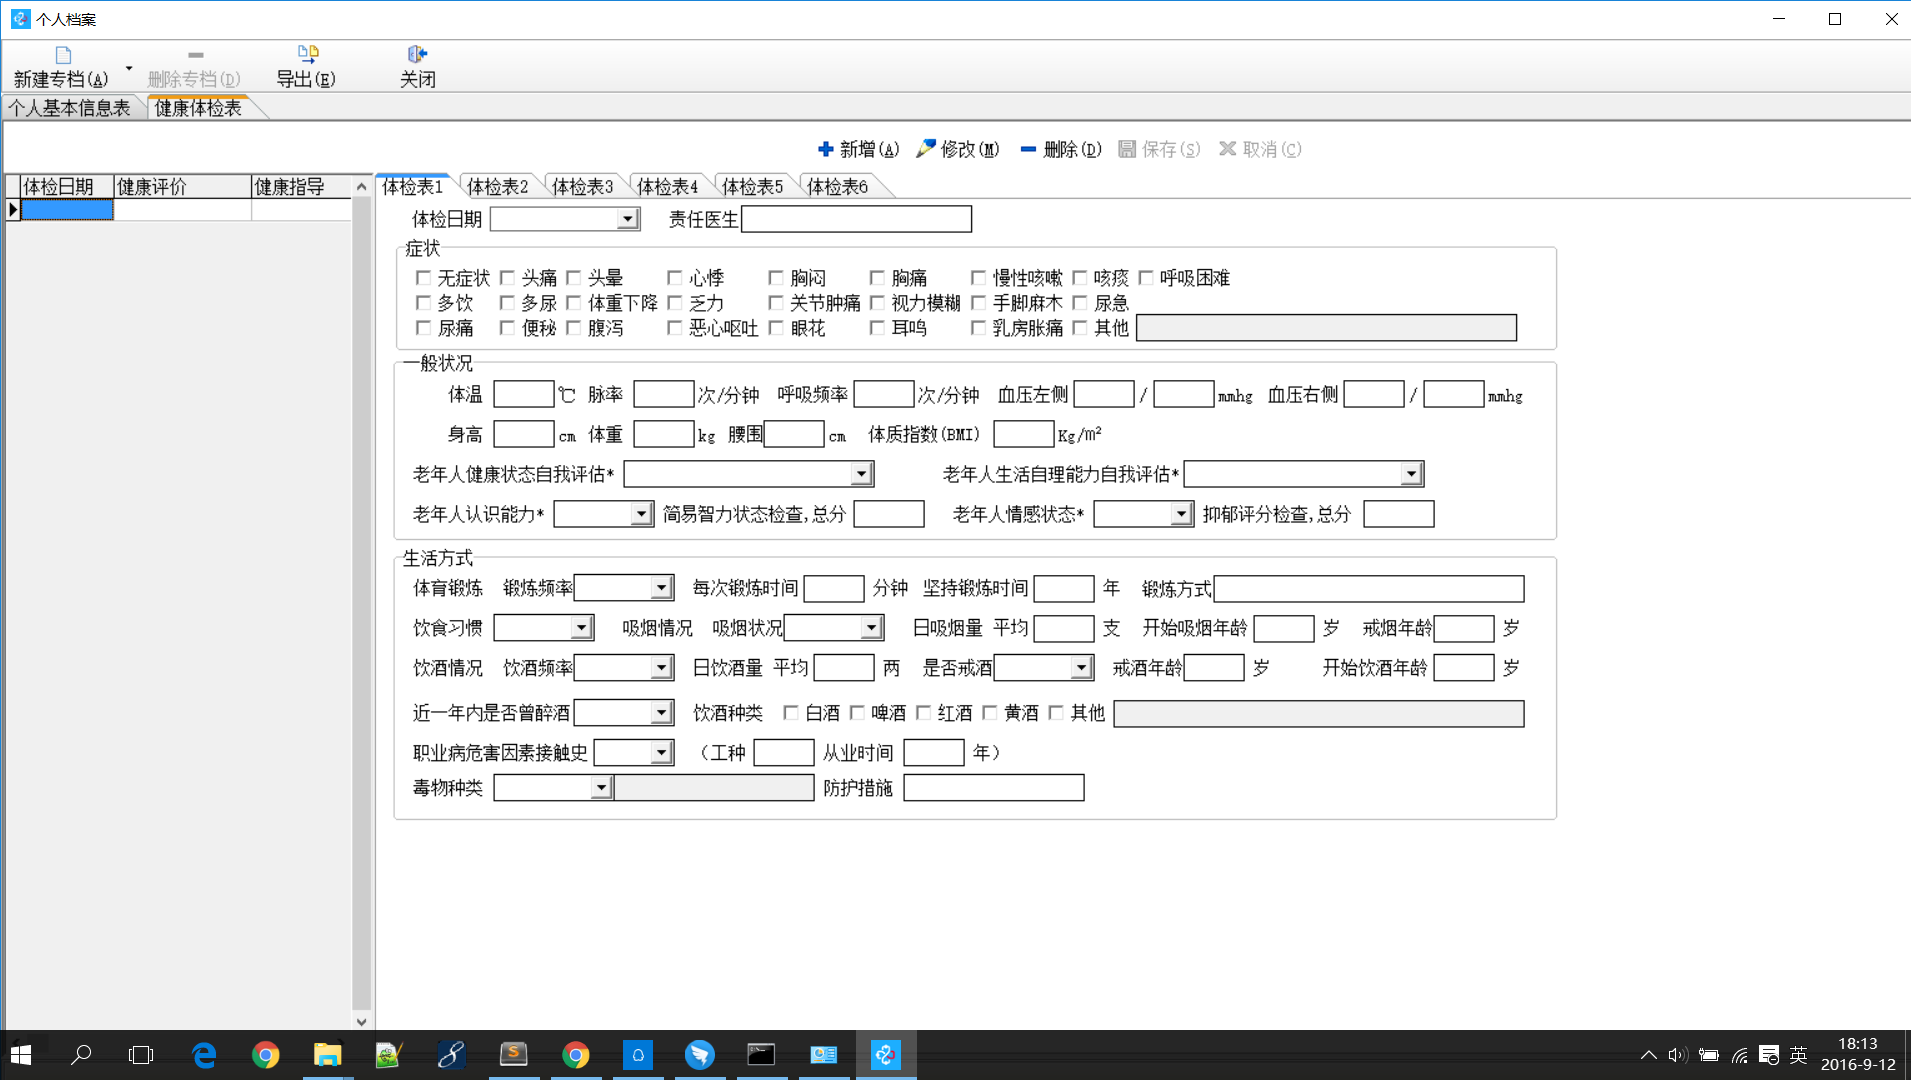 个人档案
新建专档(A) 删除专档(D) 导出(E) 关闭
个人基本信息表 健康体检表
新增(A) 修改(M) 删除(D) 保存(S) 取消(C)
体检日期 健康评价 健康指导
体检表1 体检表2 体检表3 体检表4 体检表5 体检表6
体检日期 责任医生
症状
无症状 头痛 头晕 心悸 胸闷 胸痛 慢性咳嗽 咳痰 呼吸困难
多饮 多尿 体重下降 乏力 关节肿痛 视力模糊 手脚麻木 尿急
尿痛 便秘 腹泻 恶心呕吐 眼花 耳鸣 乳房胀痛 其他
一般状况
体温 ℃ 脉率 次/分钟 呼吸频率 次/分钟 血压左侧 / mmhg 血压右侧 / mmhg
身高 cm 体重 kg 腰围 cm 体质指数(BMI) Kg/m²
老年人健康状态自我评估* 老年人生活自理能力自我评估*
老年人认识能力* 简易智力状态检查,总分 老年人情感状态* 抑郁评分检查,总分
生活方式
体育锻炼 锻炼频率 每次锻炼时间 分钟 坚持锻炼时间 年 锻炼方式
饮食习惯 吸烟情况 吸烟状况 日吸烟量 平均 支 开始吸烟年龄 岁 戒烟年龄 岁
饮酒情况 饮酒频率 日饮酒量 平均 两 是否戒酒 戒酒年龄 岁 开始饮酒年龄 岁
近一年内是否曾醉酒 饮酒种类 白酒 啤酒 红酒 黄酒 其他
职业病危害因素接触史 （工种 从业时间 年）
毒物种类 防护措施
英
18:13
2016-9-12